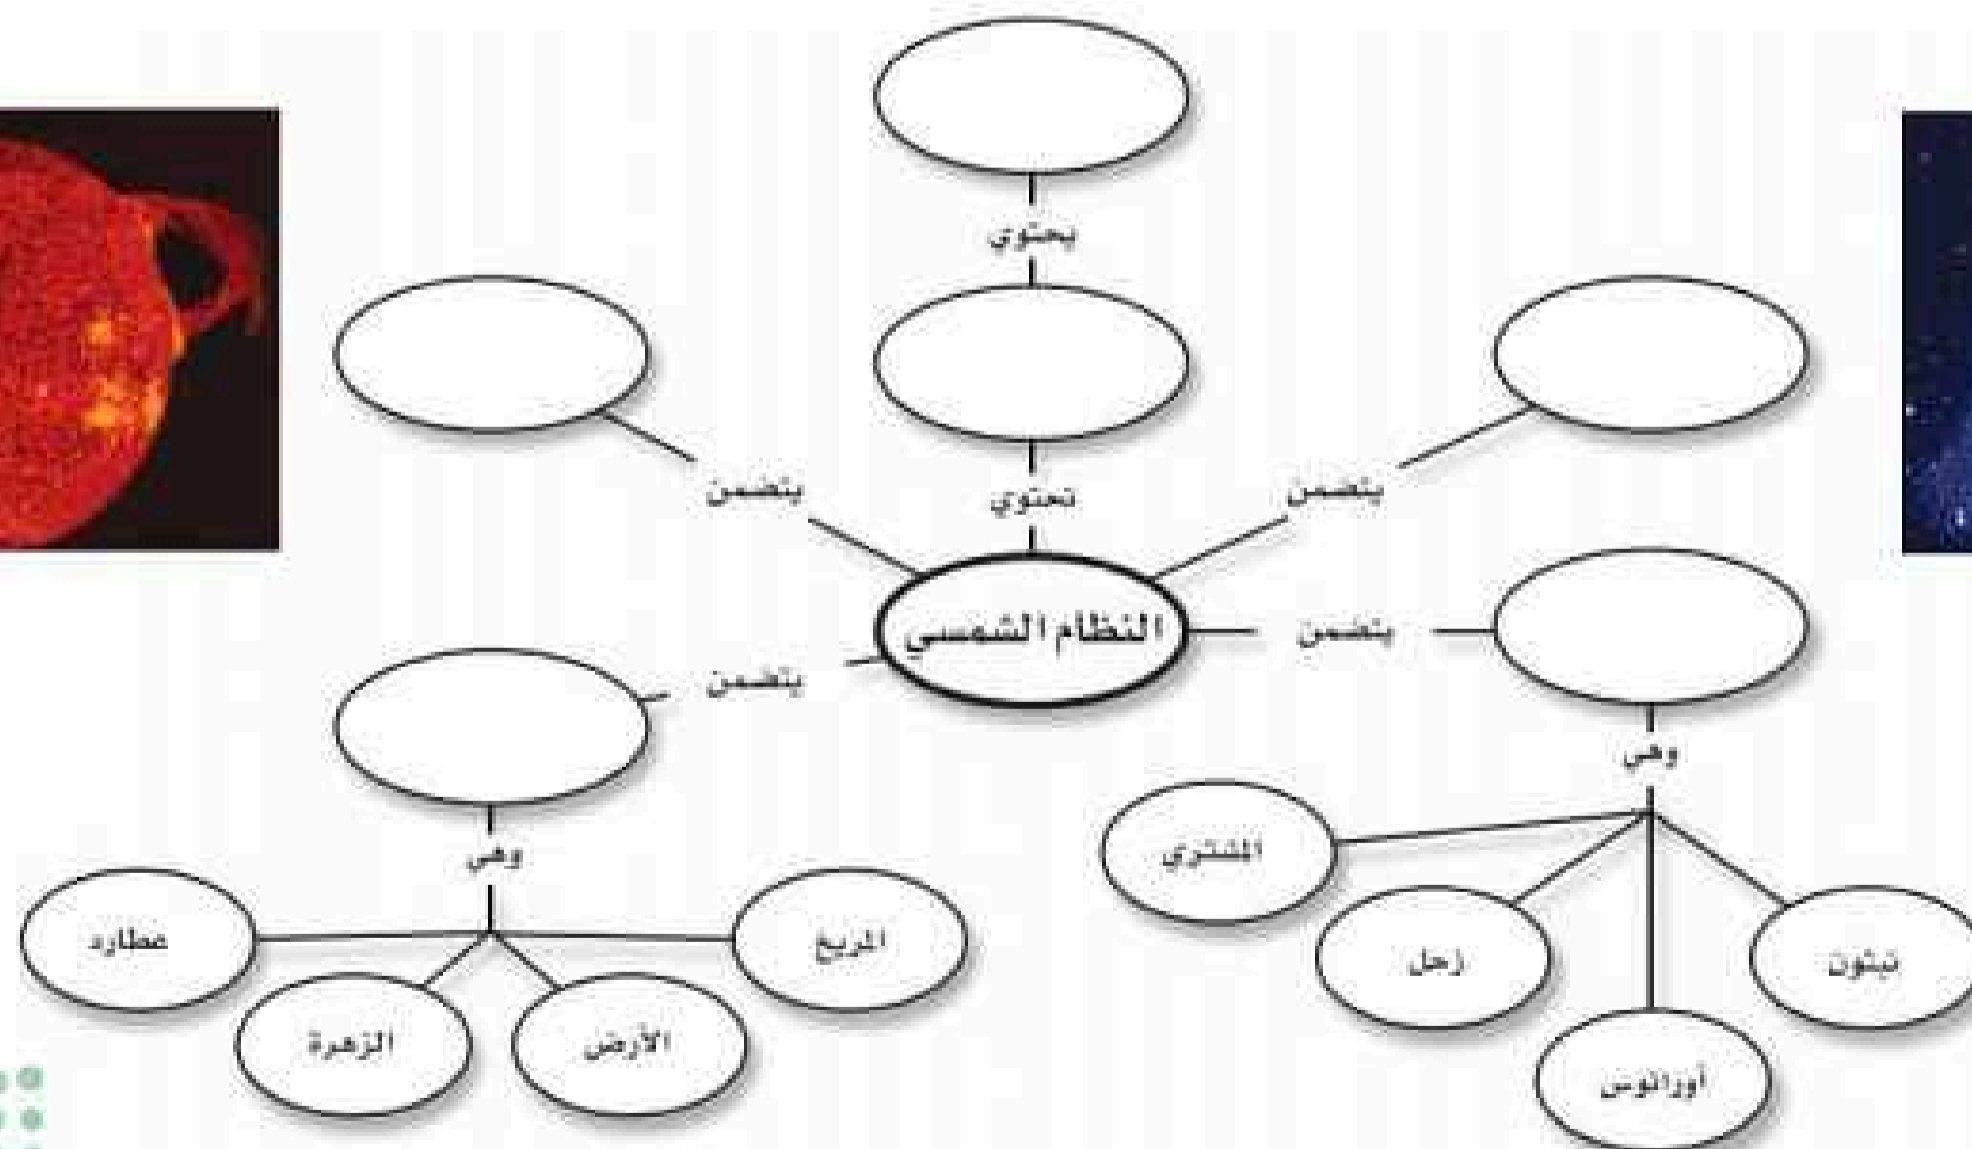 يحتوي
تحتوي
يتضمن
يتضمن
النظام الشمسي
يتضمن
يتضمن
وهي
المشتري
زحل
أورانوس
نبتون
وهي
المريخ
الأرض
الزهرة
عطارد